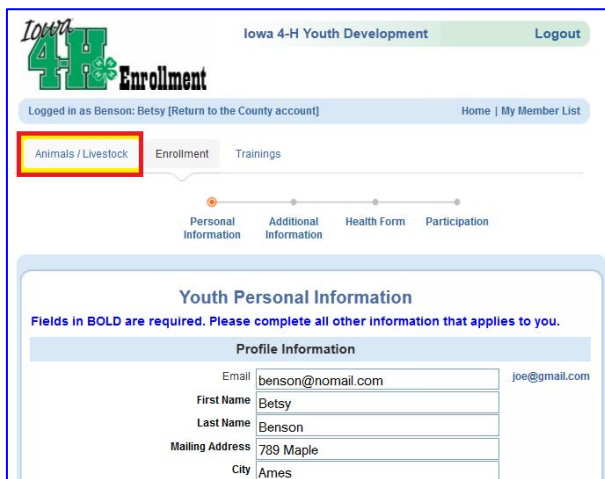 Iowa
4-H Enrollment
Iowa 4-H Youth Development
Logout
Logged in as Benson: Betsy [Return to the County account]
Home | My Member List
Animals / Livestock
Enrollment
Trainings
Personal Information
Additional Information
Health Form
Participation
Youth Personal Information
Fields in BOLD are required. Please complete all other information that applies to you.
Profile Information
Email benson@nomail.com joe@gmail.com
First Name Betsy
Last Name Benson
Mailing Address 789 Maple
City Ames